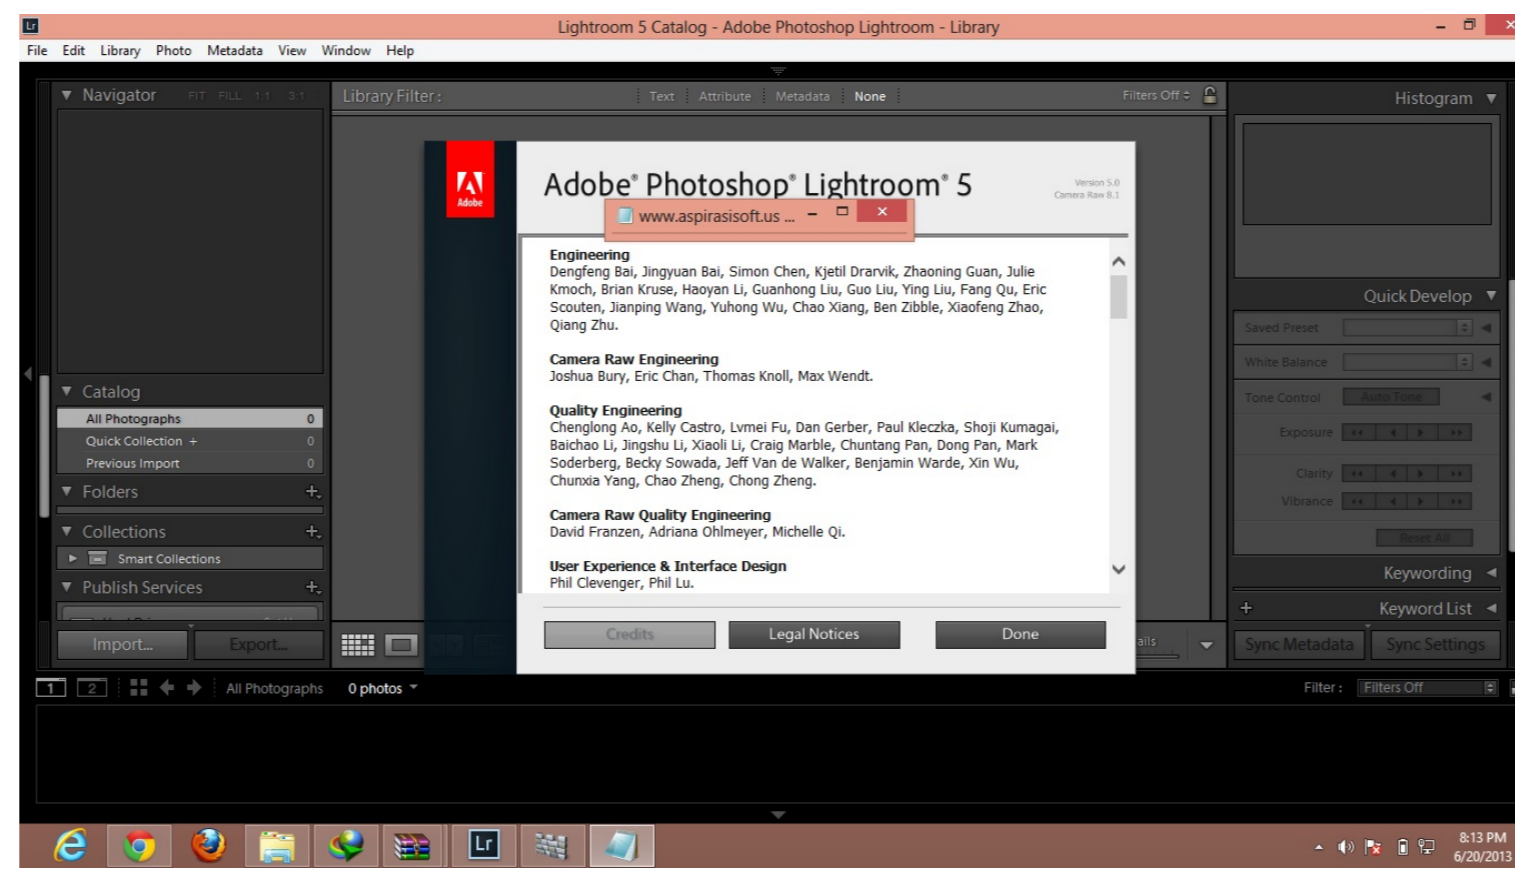 Lr
Lightroom 5 Catalog - Adobe Photoshop Lightroom - Library
File Edit Library Photo Metadata View Window Help
Navigator FIT FILL 1:1 3:1
Library Filter :
Text Attribute Metadata None
Filters Off
Histogram
Adobe
Adobe® Photoshop® Lightroom® 5
Version 5.0
Camera Raw 8.1
www.aspirasisoft.us ...
Engineering
Dengfeng Bai, Jingyuan Bai, Simon Chen, Kjetil Drarvik, Zhaoning Guan, Julie
Kmoch, Brian Kruse, Haoyan Li, Guanhong Liu, Guo Liu, Ying Liu, Fang Qu, Eric
Scouten, Jianping Wang, Yuhong Wu, Chao Xiang, Ben Zibble, Xiaofeng Zhao,
Qiang Zhu.
Camera Raw Engineering
Joshua Bury, Eric Chan, Thomas Knoll, Max Wendt.
Quality Engineering
Chenglong Ao, Kelly Castro, Lvmei Fu, Dan Gerber, Paul Kleczka, Shoji Kumagai,
Baichao Li, Jingshu Li, Xiaoli Li, Craig Marble, Chuntang Pan, Dong Pan, Mark
Soderberg, Becky Sowada, Jeff Van de Walker, Benjamin Warde, Xin Wu,
Chunxia Yang, Chao Zheng, Chong Zheng.
Camera Raw Quality Engineering
David Franzen, Adriana Ohlmeyer, Michelle Qi.
User Experience & Interface Design
Phil Clevenger, Phil Lu.
Credits
Legal Notices
Done
Catalog
All Photographs 0
Quick Collection + 0
Previous Import 0
Folders
Collections
Smart Collections
Publish Services
Import...
Export...
Quick Develop
Saved Preset
White Balance
Tone Control Auto Tone
Exposure
Clarity
Vibrance
Reset All
Keywording
Keyword List
ails
Sync Metadata
Sync Settings
1 2 All Photographs 0 photos
Filter : Filters Off
Lr
8:13 PM
6/20/2013